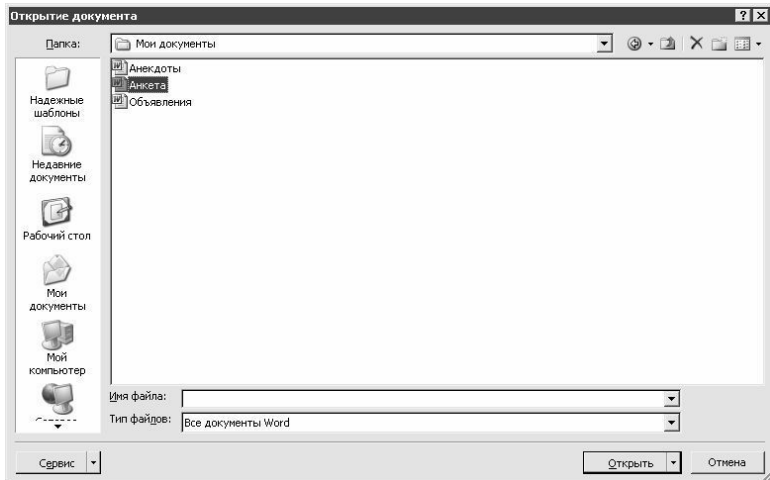 Открытие документа
Папка:
Мои документы
Анекдоты
Анкета
Объявления
Надежные
шаблоны
Недавние
документы
Рабочий стол
Мои
документы
Мой
компьютер
Имя файла:
Тип файлов:
Все документы Word
Сервис
Открыть
Отмена